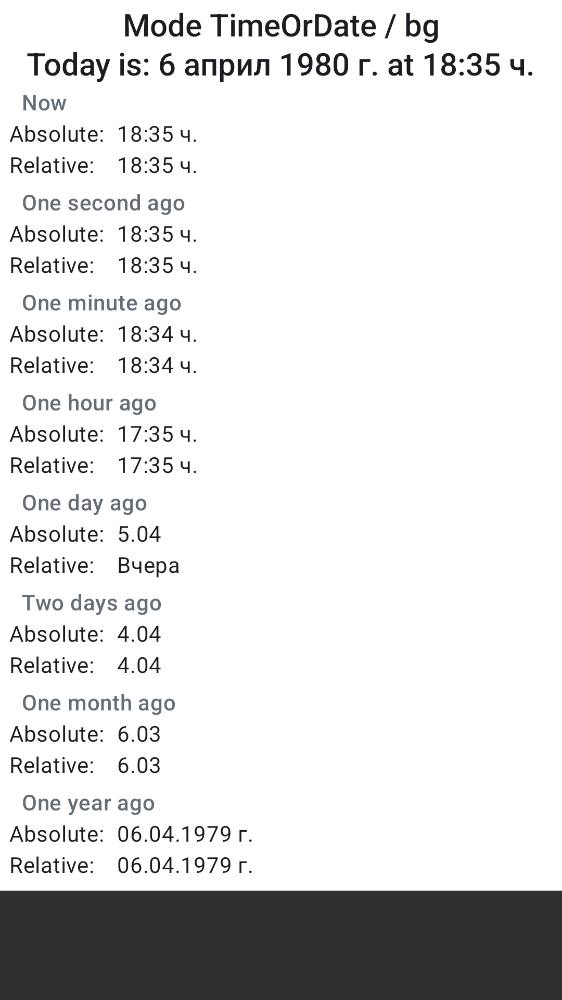 Mode TimeOrDate / bg
Today is: 6 април 1980 г. at 18:35 ч.
Now
Absolute: 18:35 ч.
Relative: 18:35 ч.
One second ago
Absolute: 18:35 ч.
Relative: 18:35 ч.
One minute ago
Absolute: 18:34 ч.
Relative: 18:34 ч.
One hour ago
Absolute: 17:35 ч.
Relative: 17:35 ч.
One day ago
Absolute: 5.04
Relative: Вчера
Two days ago
Absolute: 4.04
Relative: 4.04
One month ago
Absolute: 6.03
Relative: 6.03
One year ago
Absolute: 06.04.1979 г.
Relative: 06.04.1979 г.